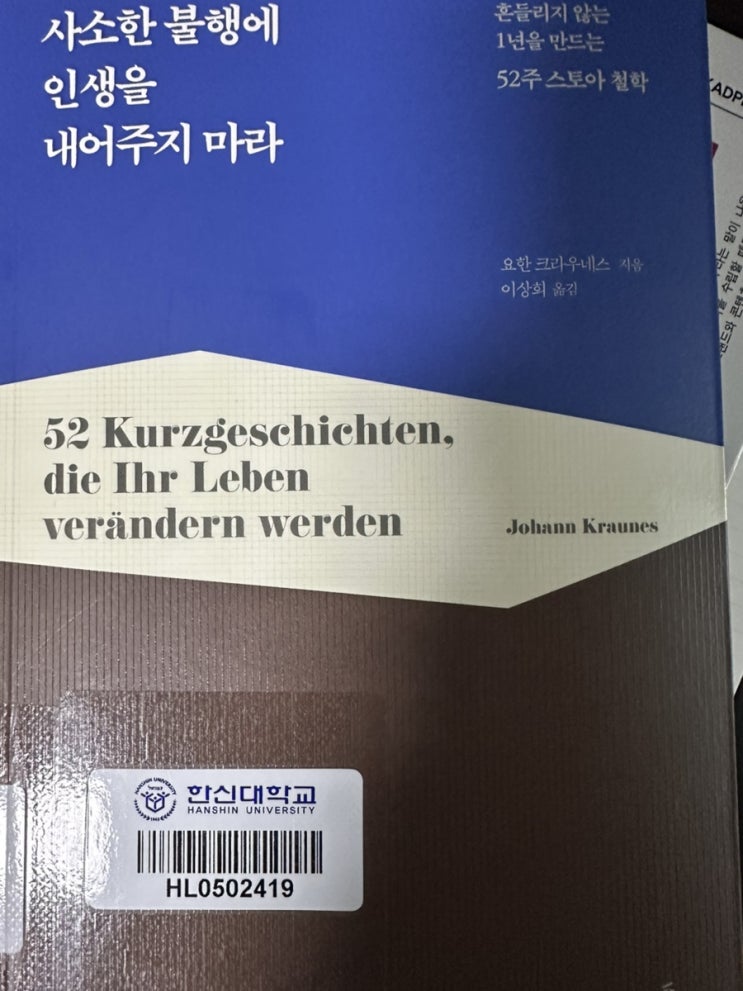 사소한 불행에
인생을
내어주지 마라
흔들리지 않는
1년을 만드는
52주 스토아 철학
요한 크라우네스 지음
이상희 옮김
52 Kurzgeschichten,
die Ihr Leben
verändern werden
Johann Kraunes
한신대학교
HANSHIN UNIVERSITY
HL0502419